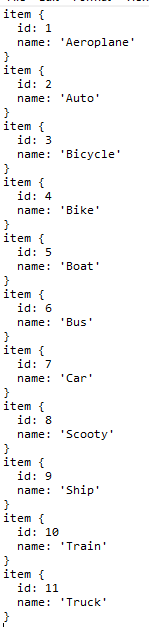 item {
  id: 1
  name: 'Aeroplane'
}
item {
  id: 2
  name: 'Auto'
}
item {
  id: 3
  name: 'Bicycle'
}
item {
  id: 4
  name: 'Bike'
}
item {
  id: 5
  name: 'Boat'
}
item {
  id: 6
  name: 'Bus'
}
item {
  id: 7
  name: 'Car'
}
item {
  id: 8
  name: 'Scooty'
}
item {
  id: 9
  name: 'Ship'
}
item {
  id: 10
  name: 'Train'
}
item {
  id: 11
  name: 'Truck'
}